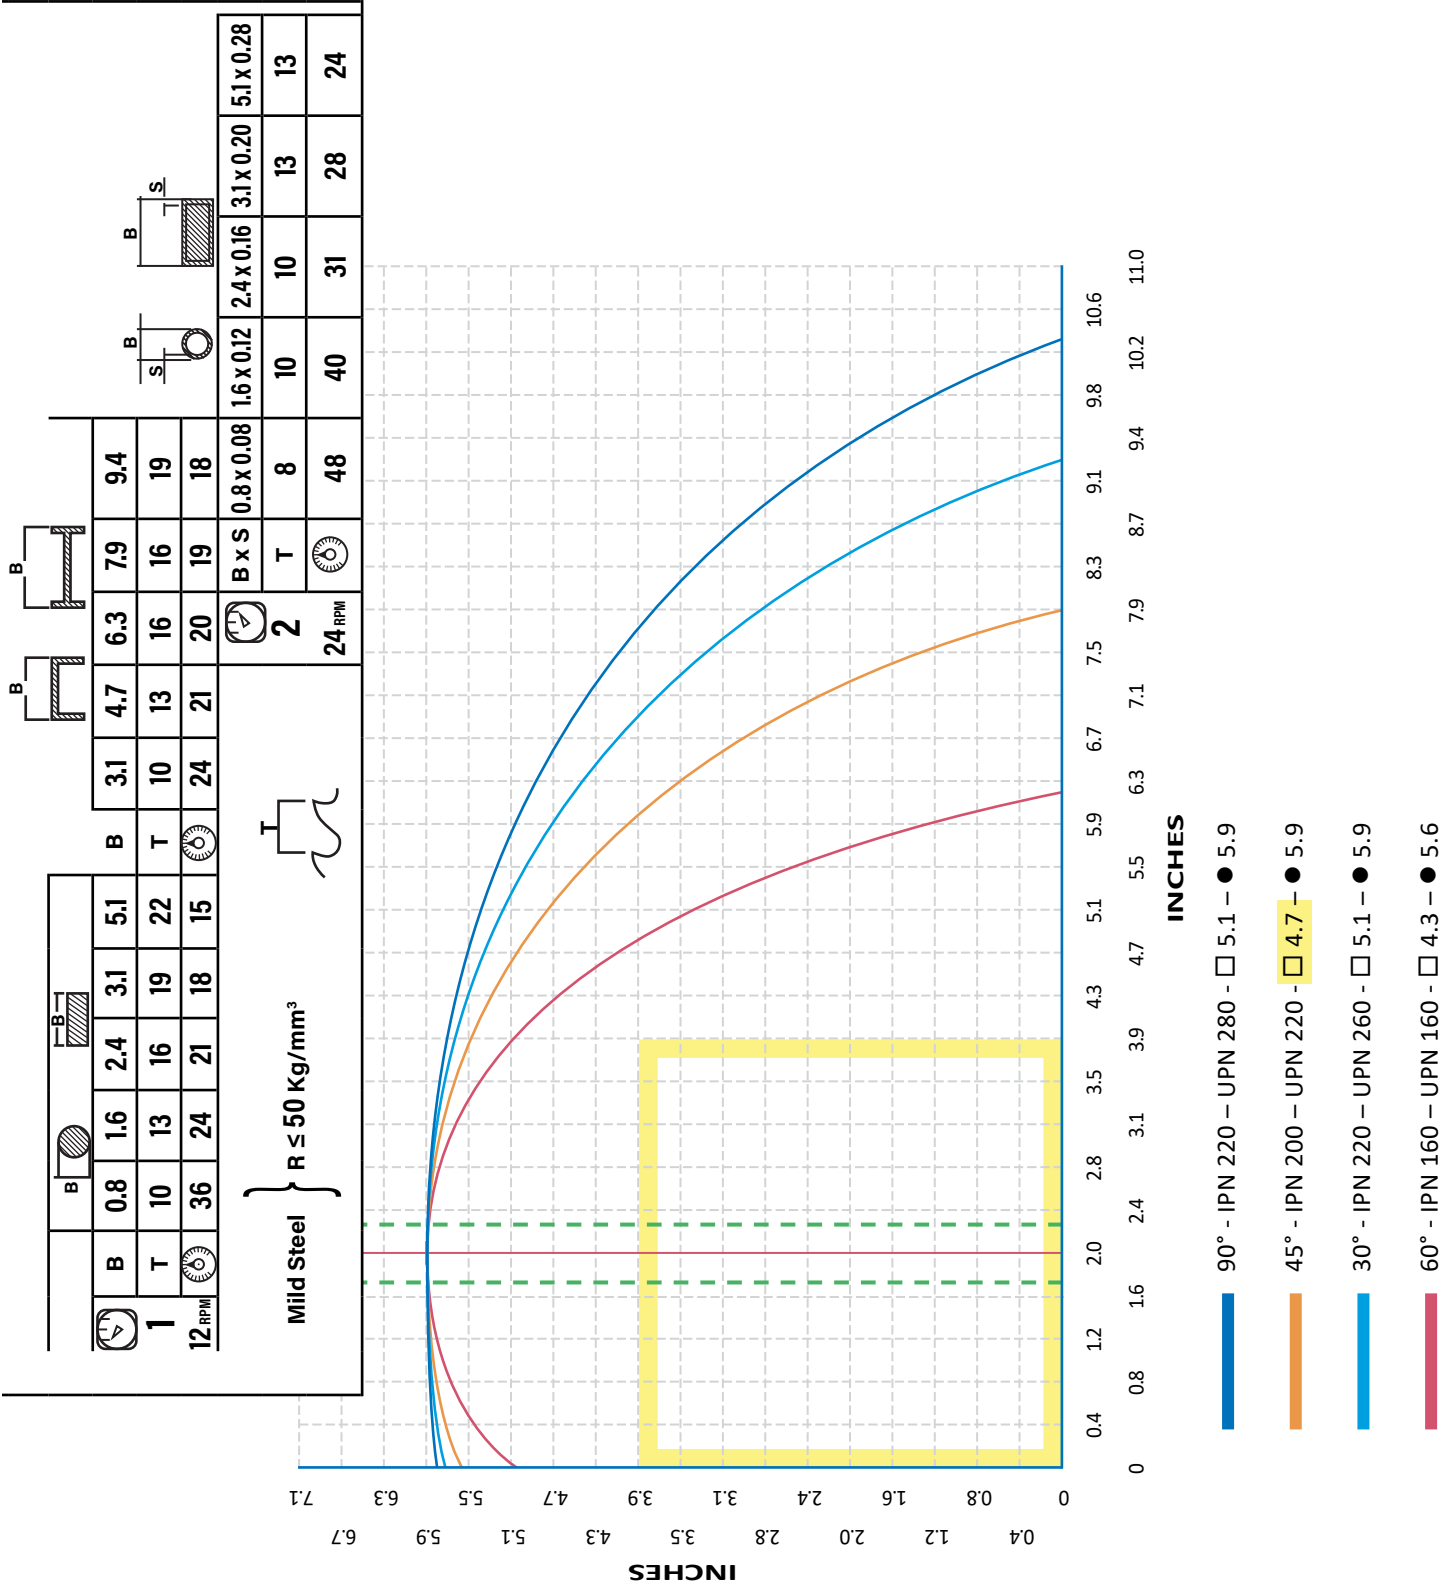 B B
B B B 3.1 4.7 6.3 7.9 9.4
1 B 0.8 1.6 2.4 3.1 5.1
T 10 13 16 19 22 T 10 13 16 16 19
12 RPM 36 24 21 18 15 24 21 20 19 18
B S B S
B x S 0.8 x 0.08 1.6 x 0.12 2.4 x 0.16 3.1 x 0.20 5.1 x 0.28
2 T 8 10 10 13 13
24 RPM 48 40 31 28 24
Mild Steel R ≤ 50 Kg/mm³
T
INCHES
7.1
6.7
6.3
5.9
5.5
5.1
4.7
4.3
3.9
3.5
3.1
2.8
2.4
2.0
1.6
1.2
0.8
0.4
0
0.4 1.2 2.0 2.8 3.5 4.3 5.1 5.9 6.7 7.5 8.3 9.1 9.8 10.6
0 0.8 1.6 2.4 3.1 3.9 4.7 5.5 6.3 7.1 7.9 8.7 9.4 10.2 11.0
INCHES
90° - IPN 220 – UPN 280 - □ 5.1 – ● 5.9
45° - IPN 200 – UPN 220 - □ 4.7 – ● 5.9
30° - IPN 220 – UPN 260 - □ 5.1 – ● 5.9
60° - IPN 160 – UPN 160 - □ 4.3 – ● 5.6